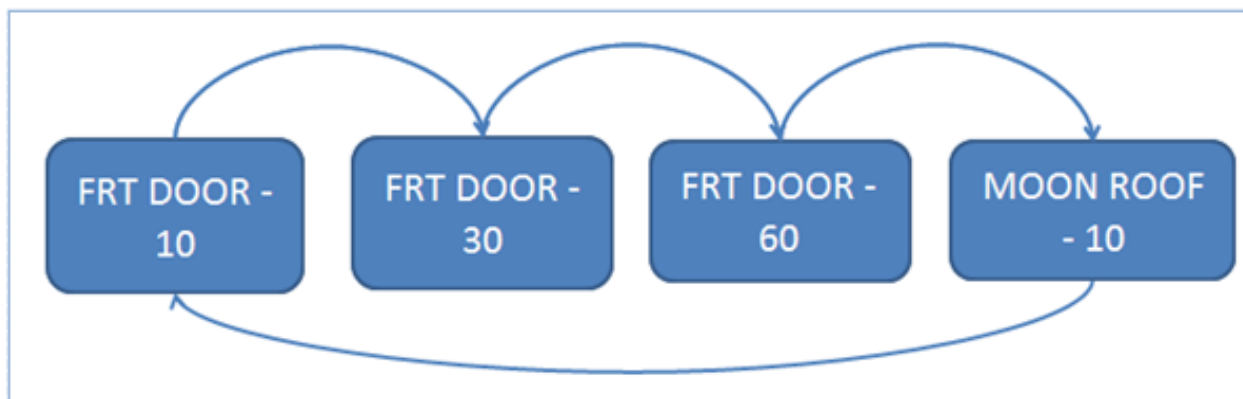 FRT DOOR -
10
FRT DOOR -
30
FRT DOOR -
60
MOON ROOF
- 10